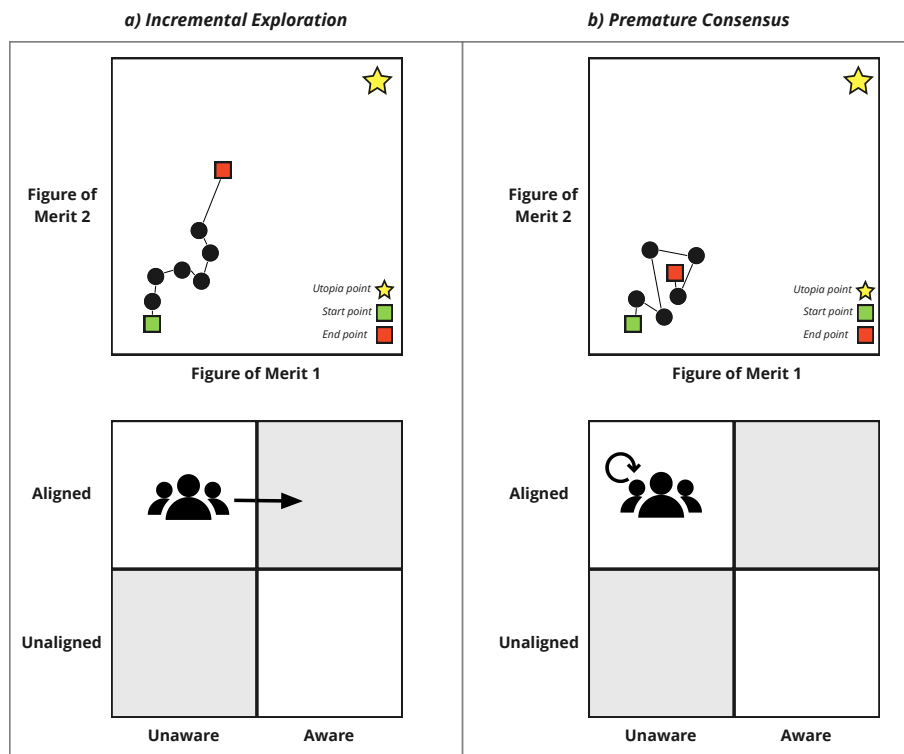 a) Incremental Exploration
b) Premature Consensus
Figure of
Merit 2
Utopia point
Start point
End point
Figure of Merit 1
Figure of
Merit 2
Utopia point
Start point
End point
Figure of Merit 1
Aligned
Unaligned
Unaware
Aware
Aligned
Unaligned
Unaware
Aware